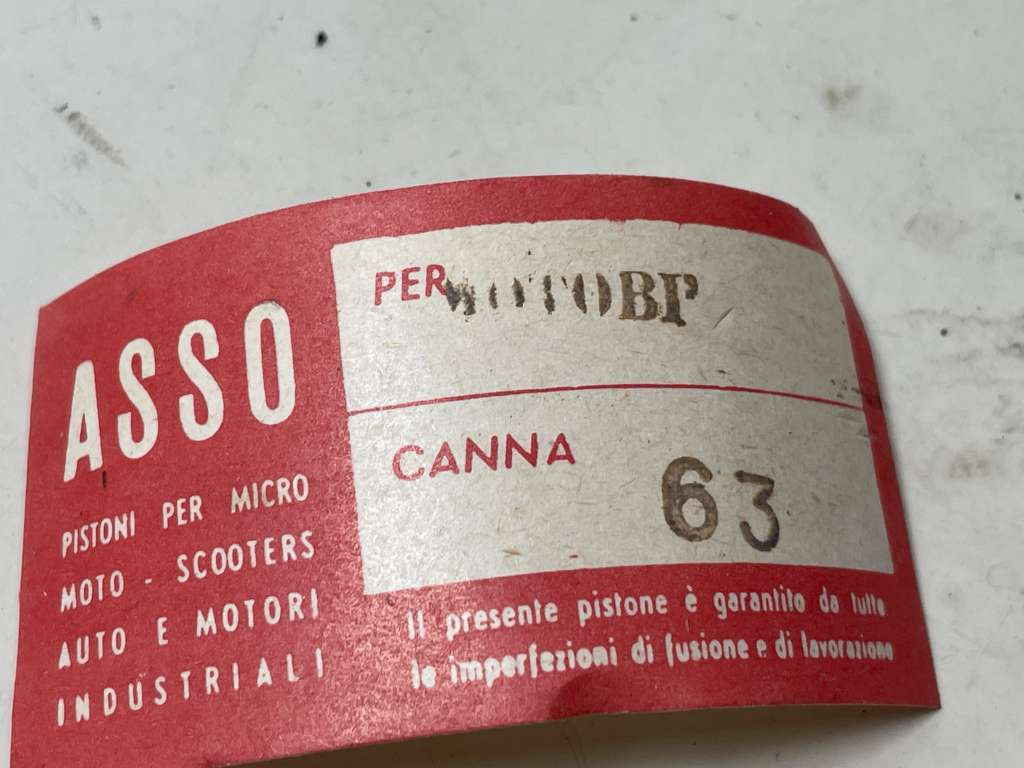 ASSO
PISTONI PER MICRO
MOTO - SCOOTERS
AUTO E MOTORI
INDUSTRIALI
PER MOTOBP
CANNA 63
Il presente pistone è garantito da tutte
le imperfezioni di fusione e di lavorazione